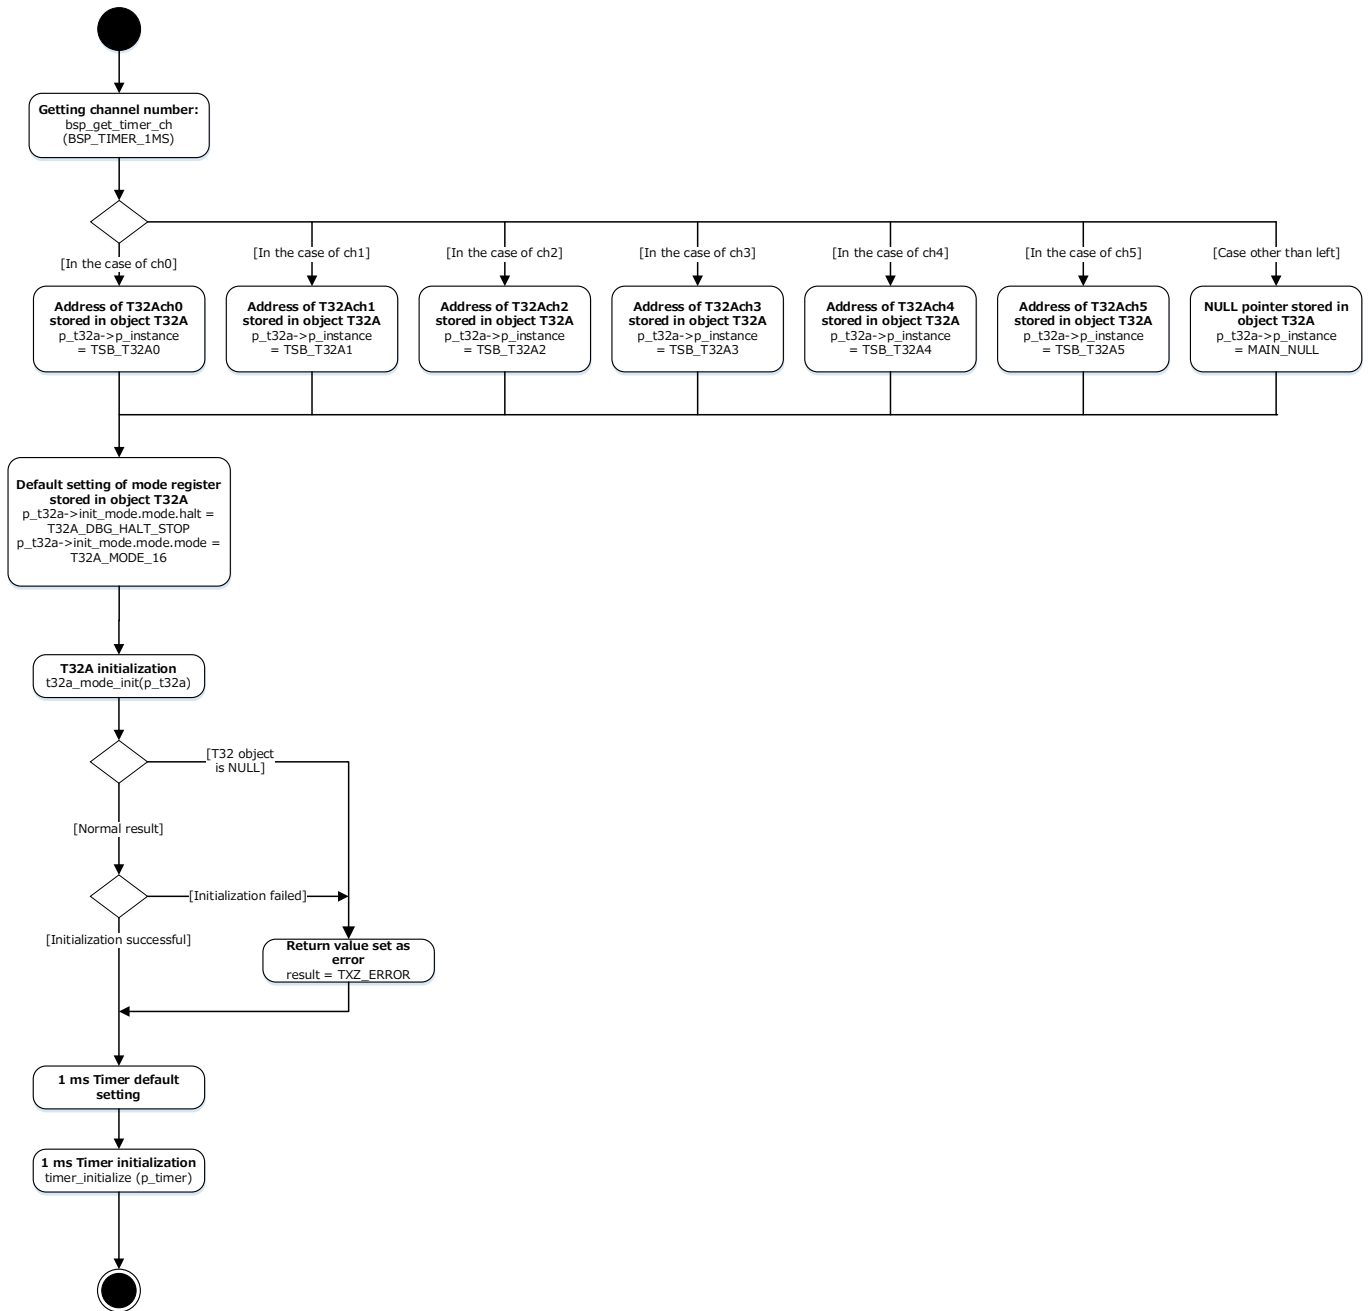 Getting channel number:
bsp_get_timer_ch
(BSP_TIMER_1MS)
[In the case of ch0]
[In the case of ch1]
[In the case of ch2]
[In the case of ch3]
[In the case of ch4]
[In the case of ch5]
[Case other than left]
Address of T32Ach0
stored in object T32A
p_t32a->p_instance
= TSB_T32A0
Address of T32Ach1
stored in object T32A
p_t32a->p_instance
= TSB_T32A1
Address of T32Ach2
stored in object T32A
p_t32a->p_instance
= TSB_T32A2
Address of T32Ach3
stored in object T32A
p_t32a->p_instance
= TSB_T32A3
Address of T32Ach4
stored in object T32A
p_t32a->p_instance
= TSB_T32A4
Address of T32Ach5
stored in object T32A
p_t32a->p_instance
= TSB_T32A5
NULL pointer stored in
object T32A
p_t32a->p_instance
= MAIN_NULL
Default setting of mode register
stored in object T32A
p_t32a->init_mode.mode.halt =
T32A_DBG_HALT_STOP
p_t32a->init_mode.mode.mode =
T32A_MODE_16
T32A initialization
t32a_mode_init(p_t32a)
[T32 object
is NULL]
[Normal result]
[Initialization failed]
[Initialization successful]
Return value set as
error
result = TXZ_ERROR
1 ms Timer default
setting
1 ms Timer initialization
timer_initialize (p_timer)